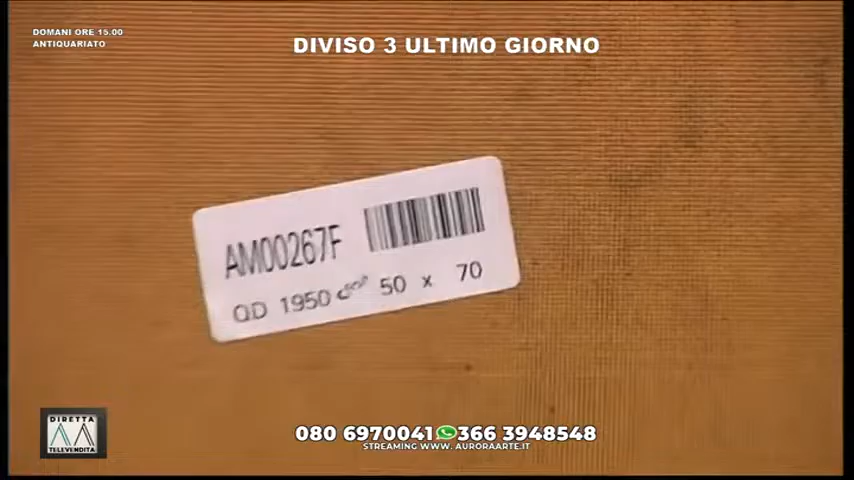 DOMANI ORE 15.00
ANTIQUARIATO
DIVISO 3 ULTIMO GIORNO
AM00267F
QD 1950 50 x 70
DIRETTA
TELEVENDITA
080 6970041 366 3948548
STREAMING WWW. AURORAARTE.IT